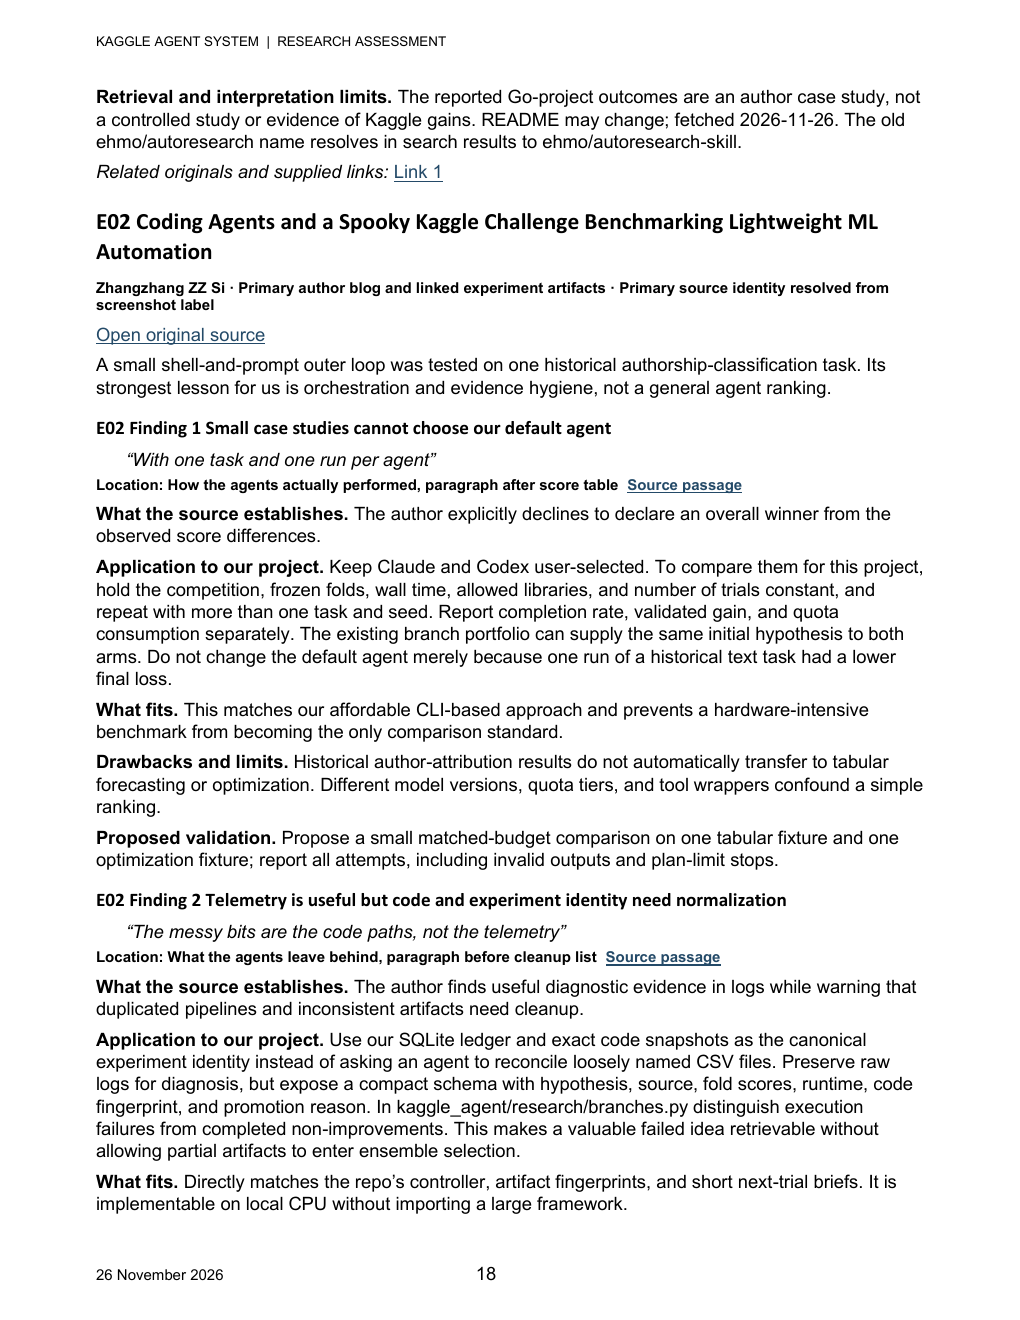 KAGGLE AGENT SYSTEM | RESEARCH ASSESSMENT
Retrieval and interpretation limits. The reported Go-project outcomes are an author case study, not
a controlled study or evidence of Kaggle gains. README may change; fetched 2026-11-26. The old
ehmo/autoresearch name resolves in search results to ehmo/autoresearch-skill.
Related originals and supplied links: Link 1
E02 Coding Agents and a Spooky Kaggle Challenge Benchmarking Lightweight ML
Automation
Zhangzhang ZZ Si · Primary author blog and linked experiment artifacts · Primary source identity resolved from
screenshot label
Open original source
A small shell-and-prompt outer loop was tested on one historical authorship-classification task. Its
strongest lesson for us is orchestration and evidence hygiene, not a general agent ranking.
E02 Finding 1 Small case studies cannot choose our default agent
“With one task and one run per agent”
Location: How the agents actually performed, paragraph after score table Source passage
What the source establishes. The author explicitly declines to declare an overall winner from the
observed score differences.
Application to our project. Keep Claude and Codex user-selected. To compare them for this project,
hold the competition, frozen folds, wall time, allowed libraries, and number of trials constant, and
repeat with more than one task and seed. Report completion rate, validated gain, and quota
consumption separately. The existing branch portfolio can supply the same initial hypothesis to both
arms. Do not change the default agent merely because one run of a historical text task had a lower
final loss.
What fits. This matches our affordable CLI-based approach and prevents a hardware-intensive
benchmark from becoming the only comparison standard.
Drawbacks and limits. Historical author-attribution results do not automatically transfer to tabular
forecasting or optimization. Different model versions, quota tiers, and tool wrappers confound a simple
ranking.
Proposed validation. Propose a small matched-budget comparison on one tabular fixture and one
optimization fixture; report all attempts, including invalid outputs and plan-limit stops.
E02 Finding 2 Telemetry is useful but code and experiment identity need normalization
“The messy bits are the code paths, not the telemetry”
Location: What the agents leave behind, paragraph before cleanup list Source passage
What the source establishes. The author finds useful diagnostic evidence in logs while warning that
duplicated pipelines and inconsistent artifacts need cleanup.
Application to our project. Use our SQLite ledger and exact code snapshots as the canonical
experiment identity instead of asking an agent to reconcile loosely named CSV files. Preserve raw
logs for diagnosis, but expose a compact schema with hypothesis, source, fold scores, runtime, code
fingerprint, and promotion reason. In kaggle_agent/research/branches.py distinguish execution
failures from completed non-improvements. This makes a valuable failed idea retrievable without
allowing partial artifacts to enter ensemble selection.
What fits. Directly matches the repo’s controller, artifact fingerprints, and short next-trial briefs. It is
implementable on local CPU without importing a large framework.
26 November 2026
18